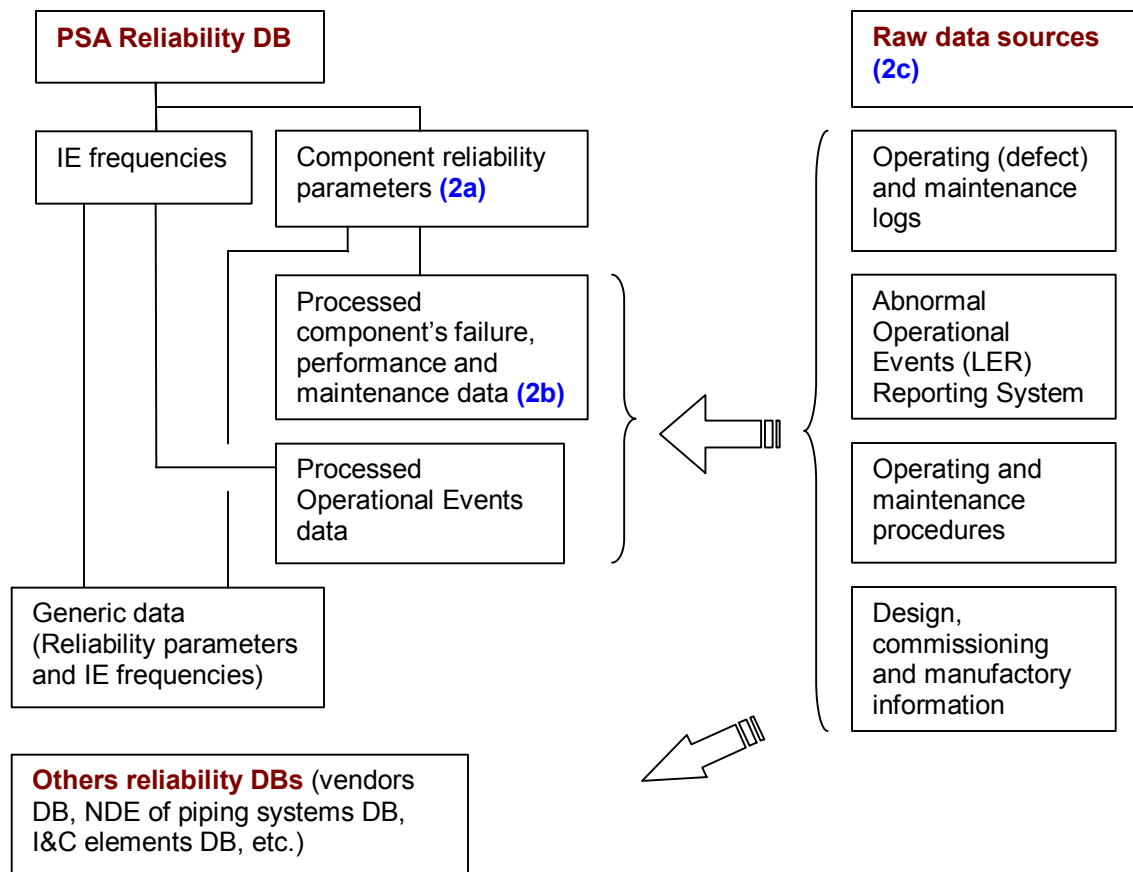 PSA Reliability DB
IE frequencies
Component reliability
parameters (2a)
Processed
component's failure,
performance and
maintenance data (2b)
Processed
Operational Events
data
Generic data
(Reliability parameters
and IE frequencies)
Others reliability DBs (vendors
DB, NDE of piping systems DB,
I&C elements DB, etc.)
Raw data sources
(2c)
Operating (defect)
and maintenance
logs
Abnormal
Operational
Events (LER)
Reporting System
Operating and
maintenance
procedures
Design,
commissioning
and manufactory
information